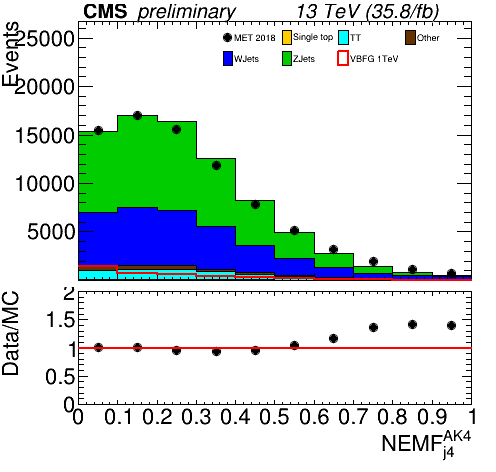 CMS preliminary 13 TeV (35.8/fb)
Events
25000
20000
15000
10000
5000
MET 2018 Single top TT Other
WJets ZJets VBFG 1TeV
Data/MC
2
1.5
1
0.5
0
0 0.1 0.2 0.3 0.4 0.5 0.6 0.7 0.8 0.9 1
NEMF^{AK4}_{j4}